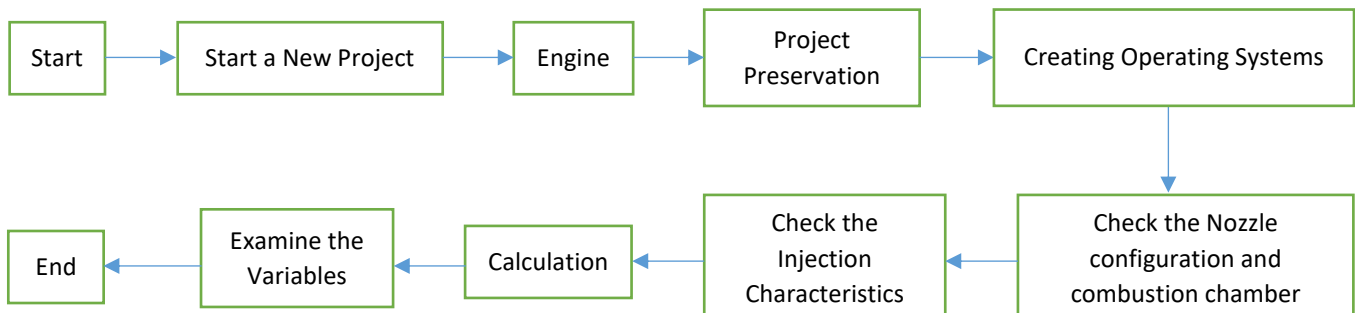 Start
Start a New Project
Engine
Project
Preservation
Creating Operating Systems
Check the Nozzle
configuration and
combustion chamber
Check the
Injection
Characteristics
Calculation
Examine the
Variables
End